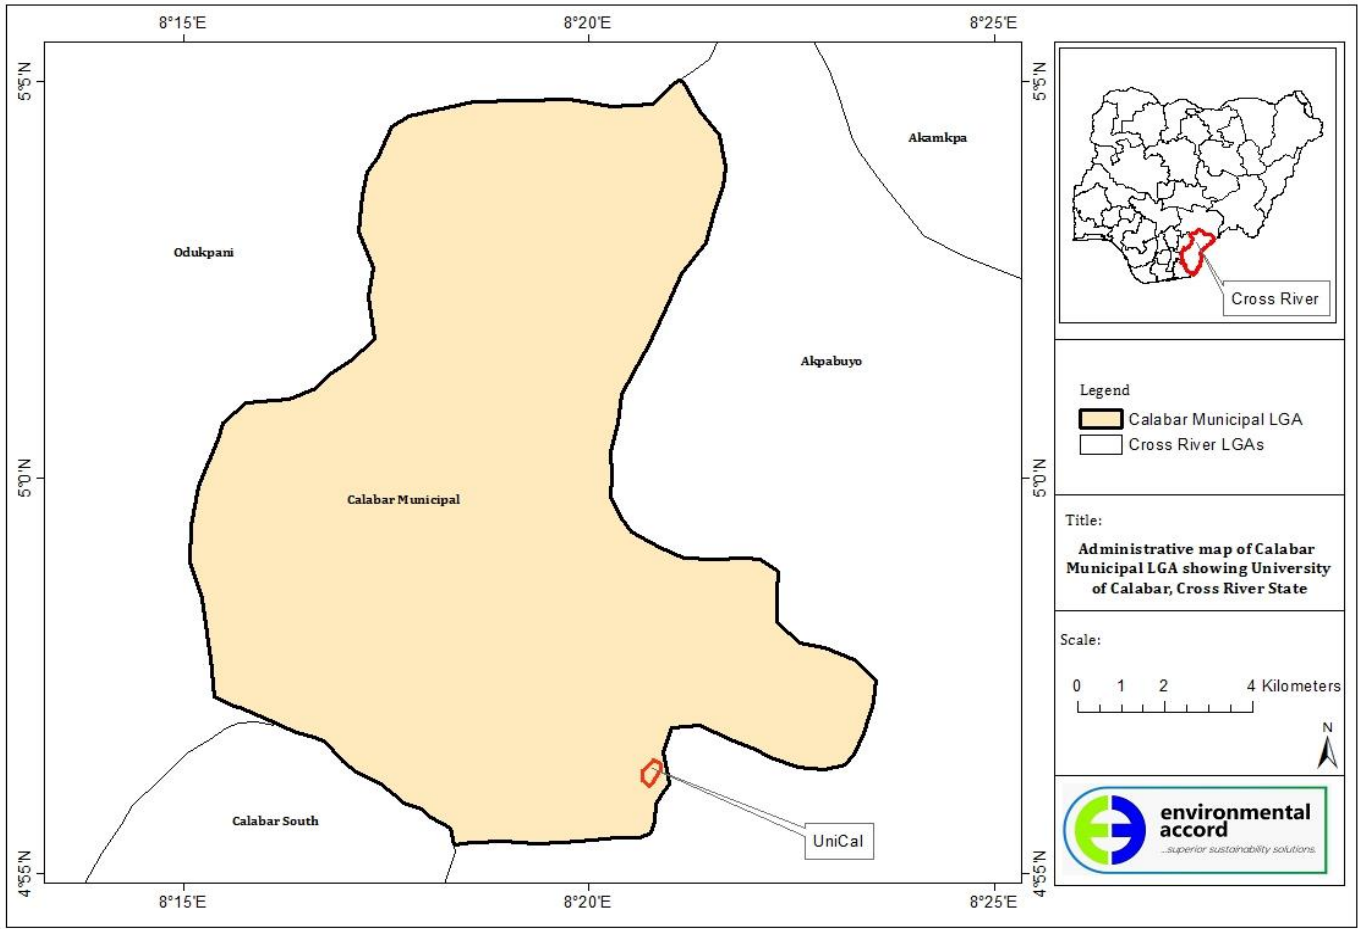 8°15'E
8°20'E
8°25'E
5°5'N
5°5'N
Akamkpa
Odukpani
Akpabuyo
5°0'N
5°0'N
Calabar Municipal
Calabar South
UniCal
4°55'N
4°55'N
8°15'E
8°20'E
8°25'E
Cross River
Legend
Calabar Municipal LGA
Cross River LGAs
Title:
Administrative map of Calabar
Municipal LGA showing University
of Calabar, Cross River State
Scale:
0 1 2 4 Kilometers
N
environmental
accord
...superior sustainability solutions.